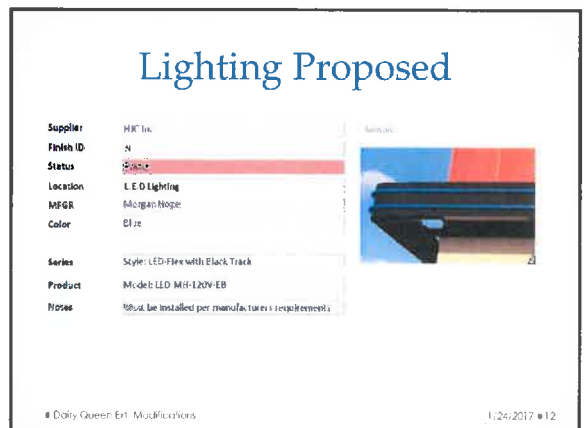 Lighting Proposed
Supplier HJC Inc.
Finish ID N
Status
Location L.E.D Lighting
MFGR Morgan Hope
Color Blue
Series Style: LED-Flex with Black Track
Product Model: LED-MH-120V-EB
Notes Must be installed per manufacturers requirements
Dairy Queen Ext. Modifications
1/24/2017 12